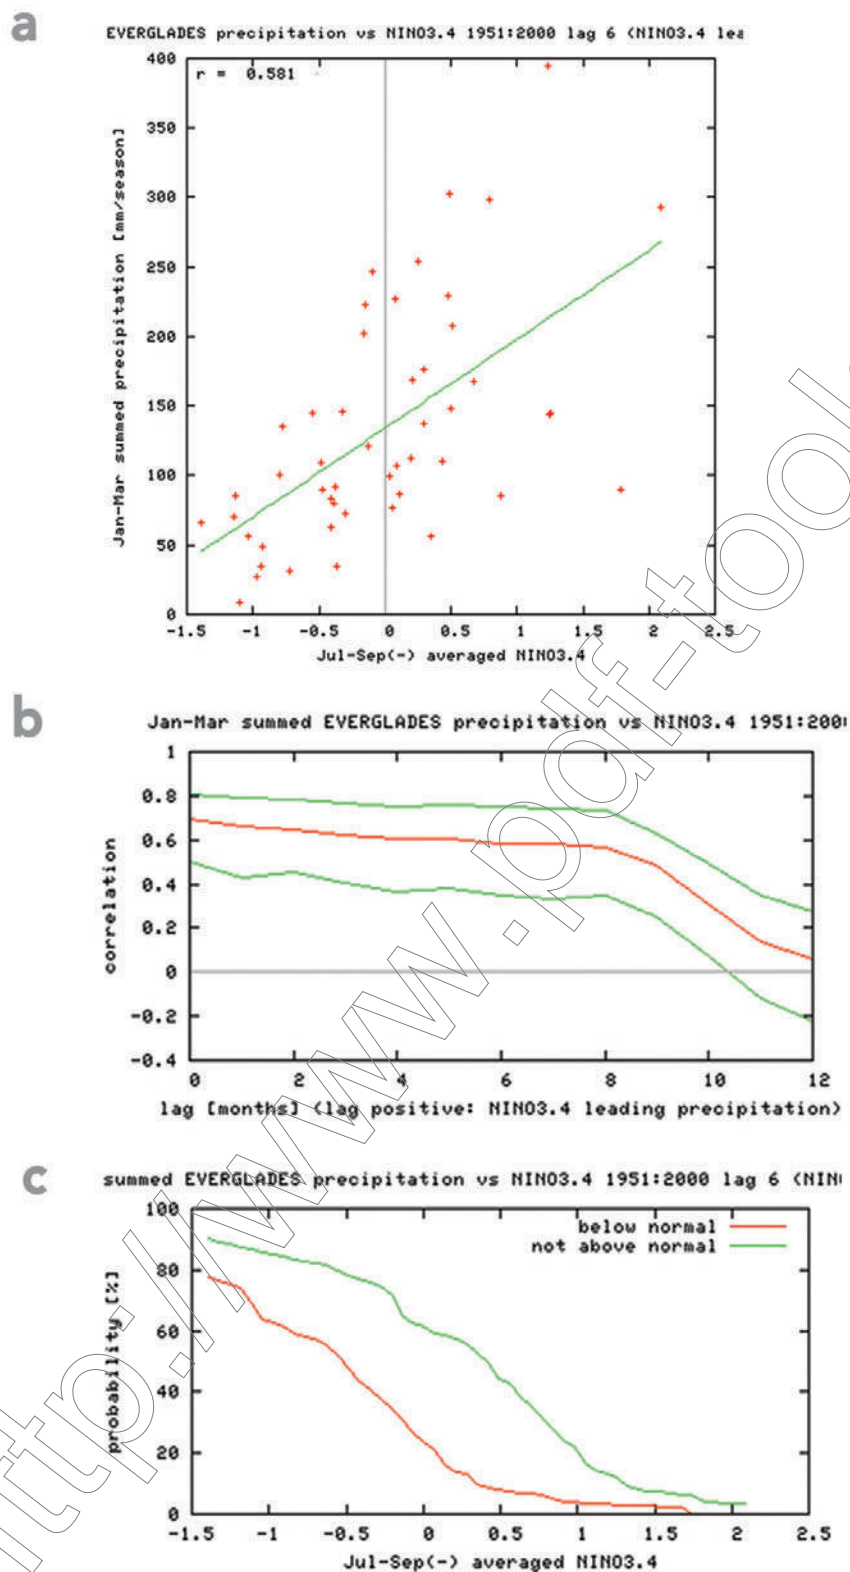 a
EVERGLADES precipitation vs NINO3.4 1951:2000 lag 6 (NINO3.4 lea
r = 0.581
Jan-Mar summed precipitation [mm/season]
400
350
300
250
200
150
100
50
0
-1.5 -1 -0.5 0 0.5 1 1.5 2 2.5
Jul-Sep(-) averaged NINO3.4
b
Jan-Mar summed EVERGLADES precipitation vs NINO3.4 1951:200
correlation
1
0.8
0.6
0.4
0.2
0
-0.2
-0.4
0 2 4 6 8 10 12
lag [months] (lag positive: NINO3.4 leading precipitation)
c
summed EVERGLADES precipitation vs NINO3.4 1951:2000 lag 6 (NIN
below normal
not above normal
probability [%]
100
80
60
40
20
0
-1.5 -1 -0.5 0 0.5 1 1.5 2 2.5
Jul-Sep(-) averaged NINO3.4
ttp://www.pdf-tools